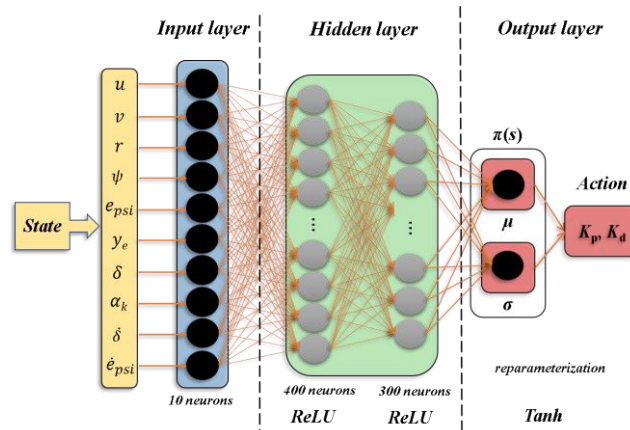 Input layer
Hidden layer
Output layer
State
u
v
r
ψ
e_psi
y_e
δ
α_k
δ̇
ė_psi
10 neurons
...
...
400 neurons
300 neurons
ReLU
ReLU
π(s)
μ
σ
Action
K_p, K_d
reparameterization
Tanh